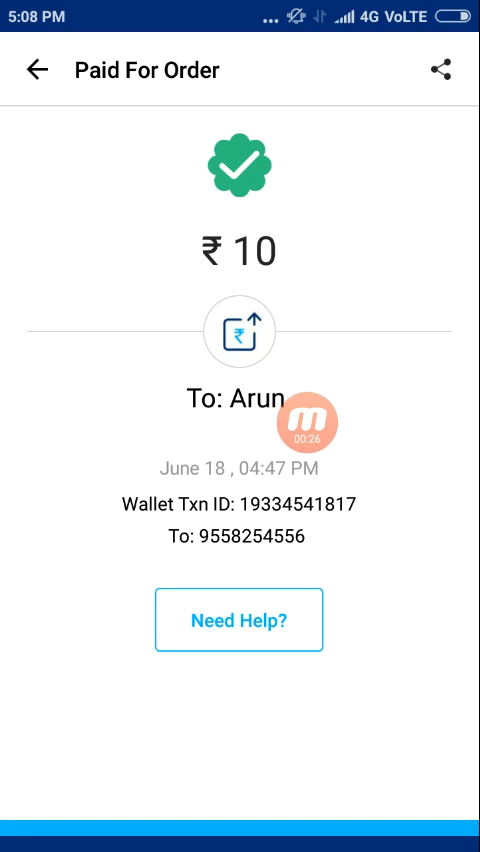 5:08 PM ... 4G VoLTE
Paid For Order
₹ 10
₹
To: Arun
m
00:26
June 18 , 04:47 PM
Wallet Txn ID: 19334541817
To: 9558254556
Need Help?